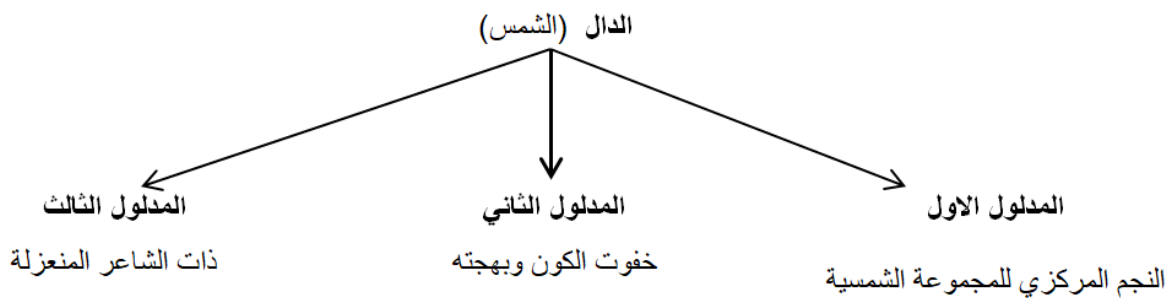 الدال (الشمس)
المدلول الاول
المدلول الثاني
المدلول الثالث
النجم المركزي للمجموعة الشمسية
خفوت الكون وبهجته
ذات الشاعر المنعزلة